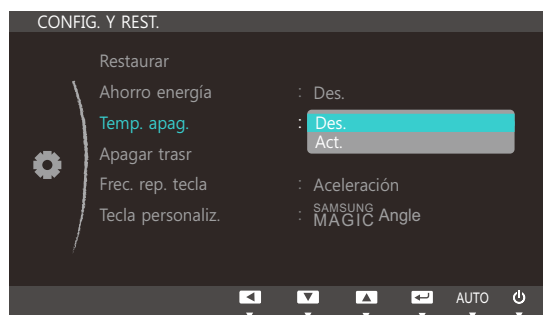 CONFIG. Y REST.
Restaurar
Ahorro energía : Des.
Temp. apag. : Des.
Act.
Apagar trasr
Frec. rep. tecla : Aceleración
Tecla personaliz. : SAMSUNG MAGIC Angle
AUTO